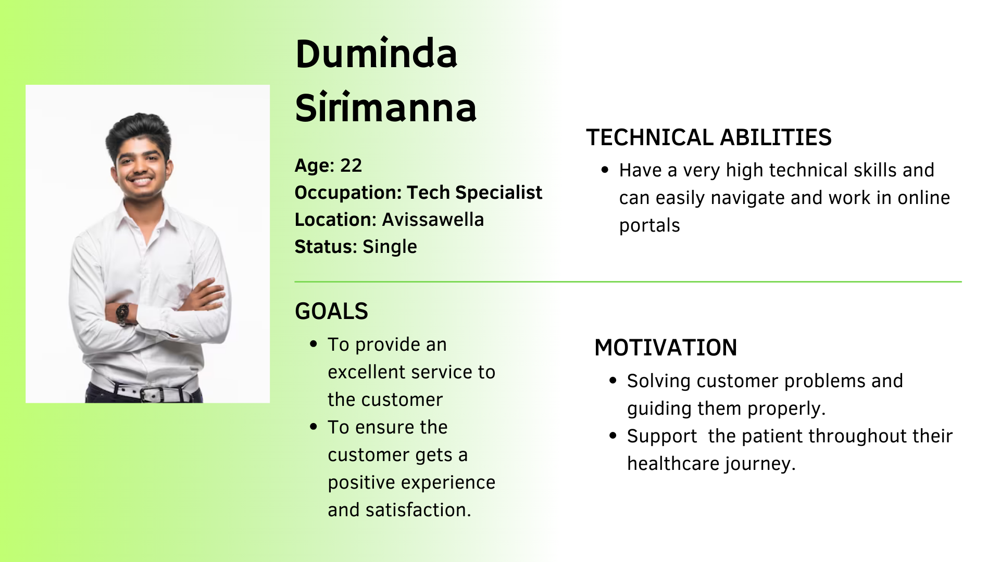 Duminda
Sirimanna
Age: 22
Occupation: Tech Specialist
Location: Avissawella
Status: Single
TECHNICAL ABILITIES
• Have a very high technical skills and
can easily navigate and work in online
portals
GOALS
• To provide an
excellent service to
the customer
• To ensure the
customer gets a
positive experience
and satisfaction.
MOTIVATION
• Solving customer problems and
guiding them properly.
• Support  the patient throughout their
healthcare journey.